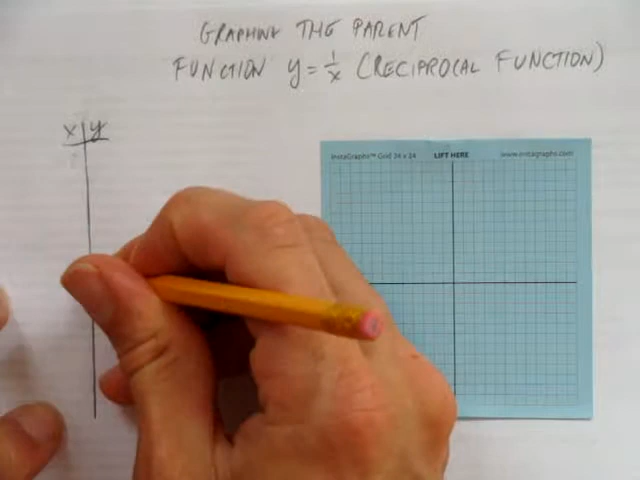 GRAPHING THE PARENT
FUNCTION y = 1/x (RECIPROCAL FUNCTION)
x y
InstaGraphs™ Grid 24 x 24 LIFT HERE www.instagraphs.com